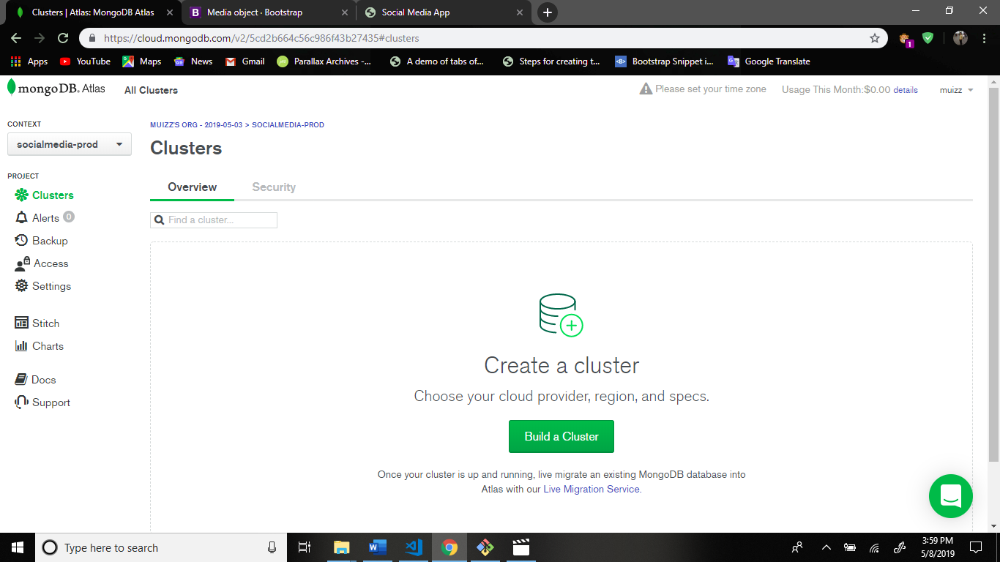 Clusters | Atlas: MongoDB Atlas
Media object · Bootstrap
Social Media App
https://cloud.mongodb.com/v2/5cd2b664c56c986f43b27435#clusters
1
Apps YouTube Maps News Gmail Parallax Archives -... A demo of tabs of... Steps for creating t... Bootstrap Snippet i... Google Translate
mongoDB. Atlas
All Clusters
Please set your time zone
Usage This Month:$0.00 details
muizz
CONTEXT
socialmedia-prod
PROJECT
Clusters
Alerts 0
Backup
Access
Settings
Stitch
Charts
Docs
Support
MUIZZ'S ORG - 2019-05-03 > SOCIALMEDIA-PROD
Clusters
Overview Security
Find a cluster...
Create a cluster
Choose your cloud provider, region, and specs.
Build a Cluster
Once your cluster is up and running, live migrate an existing MongoDB database into
Atlas with our Live Migration Service.
Type here to search
3:59 PM
5/8/2019